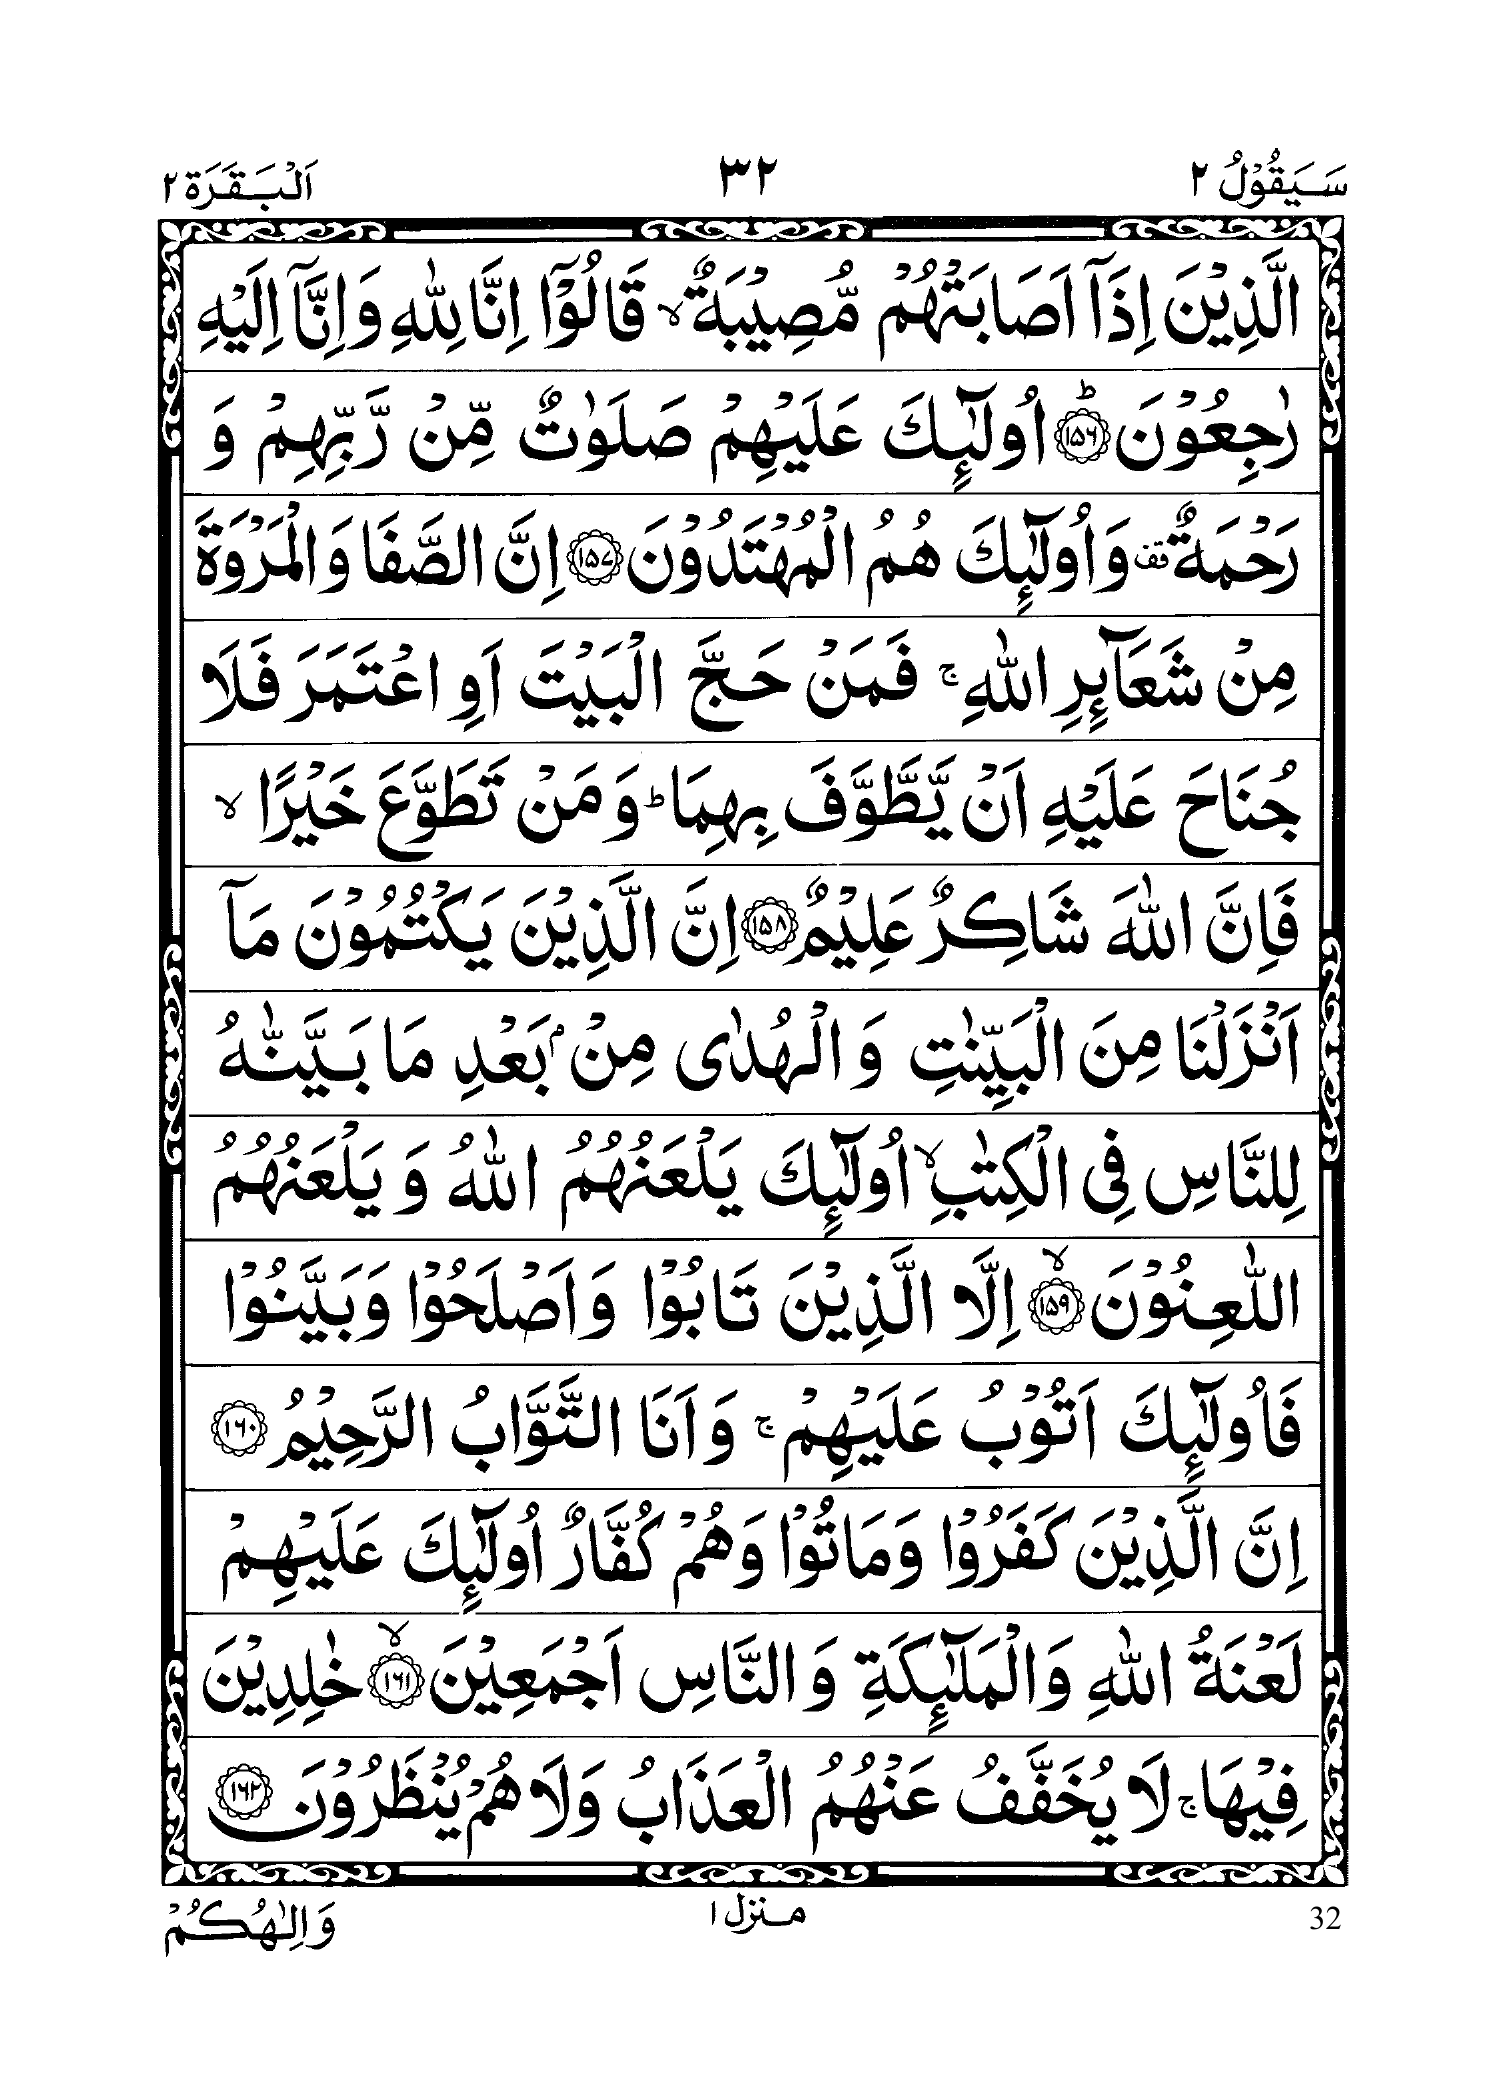 سَيَقُوْلُ ٢
٣٢
اَلْبَقَرَة ٢
الَّذِيْنَ اِذَآ اَصَابَتْهُمْ مُّصِيْبَةٌ ۙ قَالُوْٓا اِنَّا لِلّٰهِ وَاِنَّآ اِلَيْهِ
رٰجِعُوْنَ ؕ﴿۱۵۶﴾ اُولٰٓئِكَ عَلَيْهِمْ صَلَوٰتٌ مِّنْ رَّبِّهِمْ وَ
رَحْمَةٌ قف وَاُولٰٓئِكَ هُمُ الْمُهْتَدُوْنَ ﴿۱۵۷﴾ اِنَّ الصَّفَا وَالْمَرْوَةَ
مِنْ شَعَآئِرِ اللّٰهِ ۚ فَمَنْ حَجَّ الْبَيْتَ اَوِ اعْتَمَرَ فَلَا
جُنَاحَ عَلَيْهِ اَنْ يَّطَّوَّفَ بِهِمَا ؕ وَمَنْ تَطَوَّعَ خَيْرًا ۙ
فَاِنَّ اللّٰهَ شَاكِرٌ عَلِيْمٌ ﴿۱۵۸﴾ اِنَّ الَّذِيْنَ يَكْتُمُوْنَ مَآ
اَنْزَلْنَا مِنَ الْبَيِّنٰتِ وَالْهُدٰى مِنْۢ بَعْدِ مَا بَيَّنّٰهُ
لِلنَّاسِ فِى الْكِتٰبِ ۙ اُولٰٓئِكَ يَلْعَنُهُمُ اللّٰهُ وَيَلْعَنُهُمُ
اللّٰعِنُوْنَ ۙ﴿۱۵۹﴾ اِلَّا الَّذِيْنَ تَابُوْا وَاَصْلَحُوْا وَبَيَّنُوْا
فَاُولٰٓئِكَ اَتُوْبُ عَلَيْهِمْ ۚ وَاَنَا التَّوَّابُ الرَّحِيْمُ ﴿۱۶۰﴾
اِنَّ الَّذِيْنَ كَفَرُوْا وَمَاتُوْا وَهُمْ كُفَّارٌ اُولٰٓئِكَ عَلَيْهِمْ
لَعْنَةُ اللّٰهِ وَالْمَلٰٓئِكَةِ وَالنَّاسِ اَجْمَعِيْنَ ۙ﴿۱۶۱﴾ خٰلِدِيْنَ
فِيْهَا ۚ لَا يُخَفَّفُ عَنْهُمُ الْعَذَابُ وَلَا هُمْ يُنْظَرُوْنَ ﴿۱۶۲﴾
32
منزل ١
وَاِلٰهُكُمْ